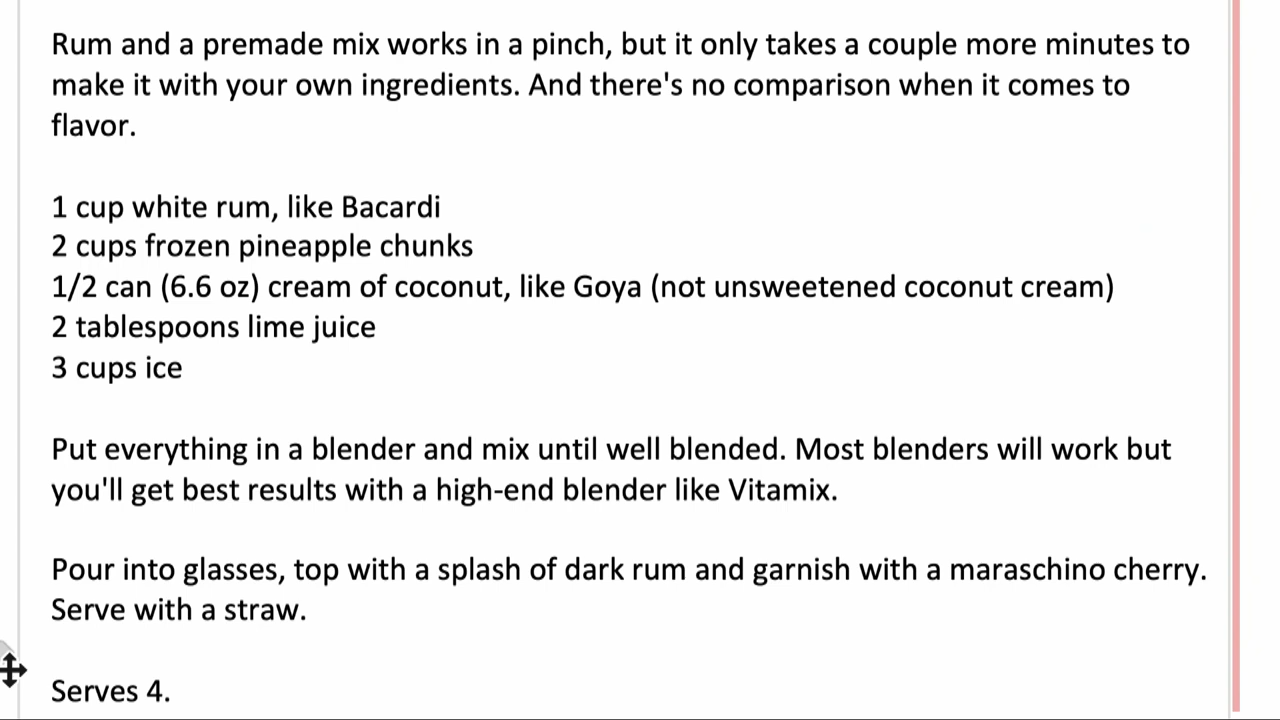 Rum and a premade mix works in a pinch, but it only takes a couple more minutes to
make it with your own ingredients. And there's no comparison when it comes to
flavor.
1 cup white rum, like Bacardi
2 cups frozen pineapple chunks
1/2 can (6.6 oz) cream of coconut, like Goya (not unsweetened coconut cream)
2 tablespoons lime juice
3 cups ice
Put everything in a blender and mix until well blended. Most blenders will work but
you'll get best results with a high-end blender like Vitamix.
Pour into glasses, top with a splash of dark rum and garnish with a maraschino cherry.
Serve with a straw.
Serves 4.